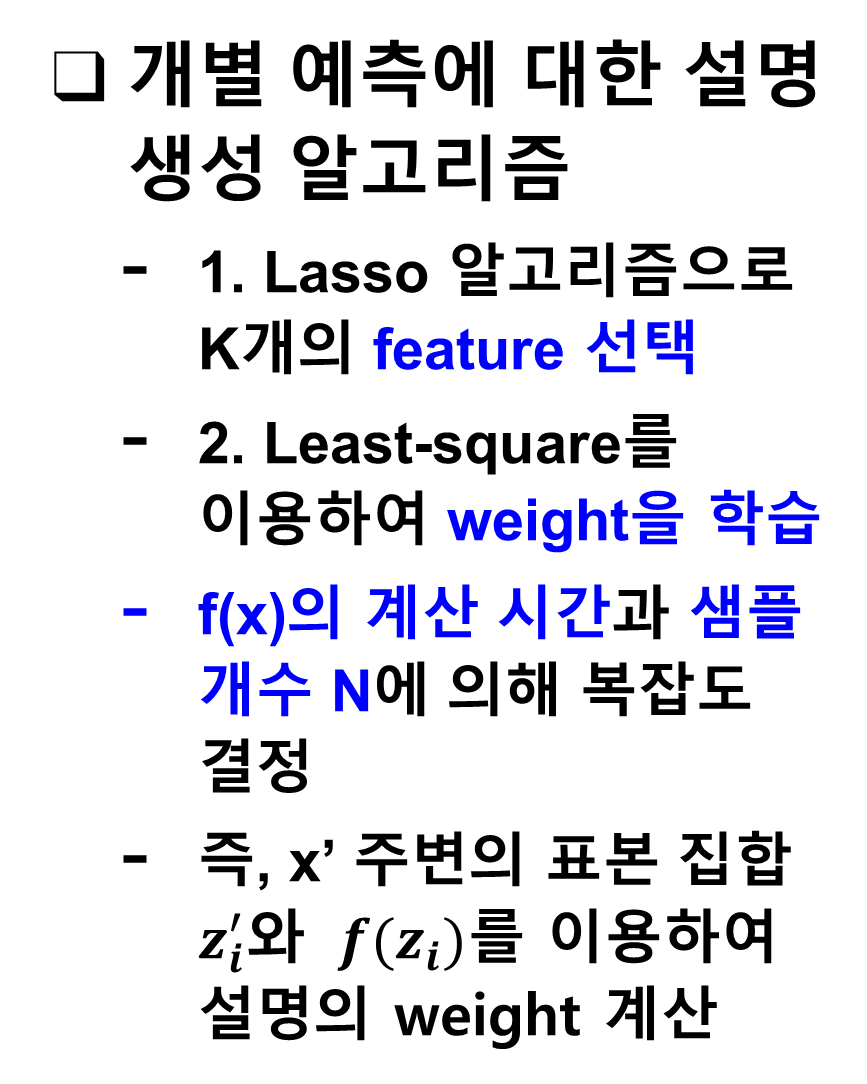 ❑ 개별 예측에 대한 설명
생성 알고리즘
- 1. Lasso 알고리즘으로
K개의 feature 선택
- 2. Least-square를
이용하여 weight을 학습
- f(x)의 계산 시간과 샘플
개수 N에 의해 복잡도
결정
- 즉, x’ 주변의 표본 집합
z′ᵢ와 f(zᵢ)를 이용하여
설명의 weight 계산